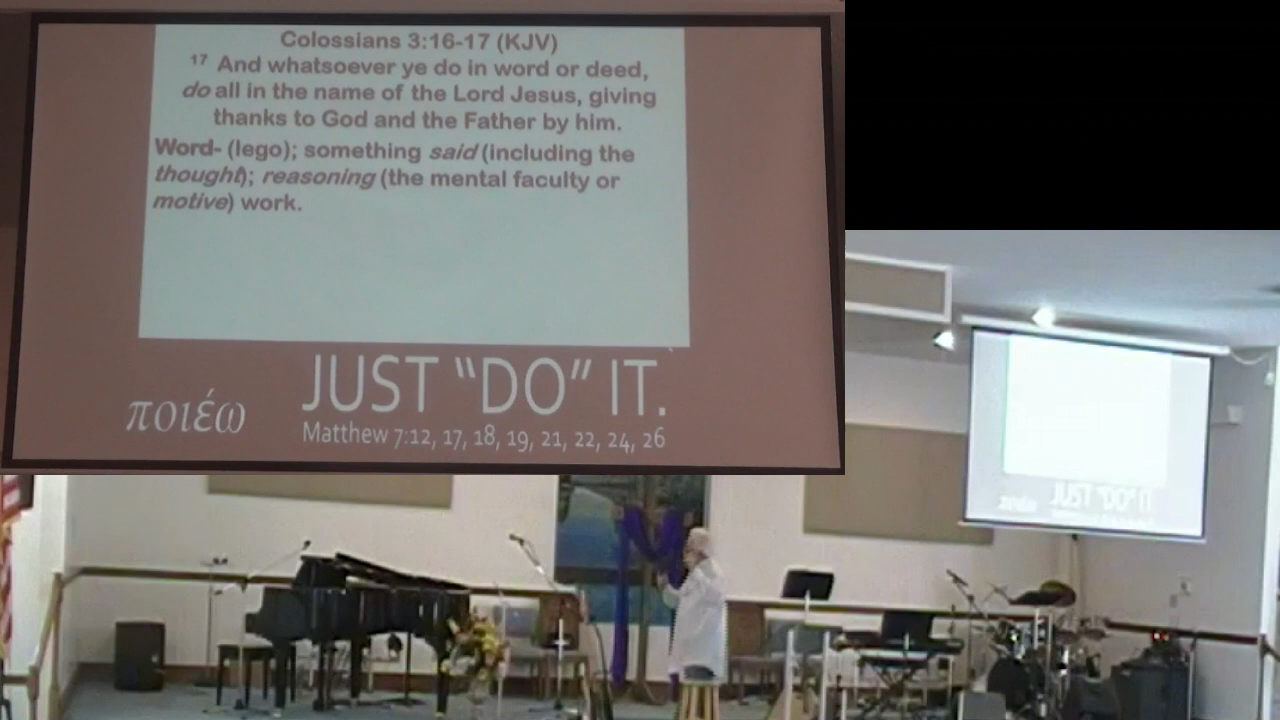 Colossians 3:16-17 (KJV)
17 And whatsoever ye do in word or deed,
do all in the name of the Lord Jesus, giving
thanks to God and the Father by him.
Word- (lego); something said (including the
thought); reasoning (the mental faculty or
motive) work.
JUST “DO” IT.
ποιέω
Matthew 7:12, 17, 18, 19, 21, 22, 24, 26
JUST "DO" IT